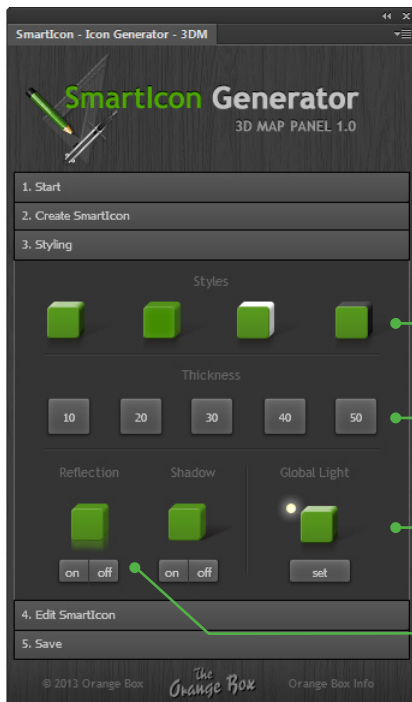 SmartIcon - Icon Generator - 3DM
SmartIcon Generator
3D MAP PANEL 1.0
1. Start
2. Create SmartIcon
3. Styling
Styles
Thickness
10 20 30 40 50
Reflection Shadow Global Light
on off on off set
4. Edit SmartIcon
5. Save
© 2013 Orange Box The Orange Box Orange Box Info